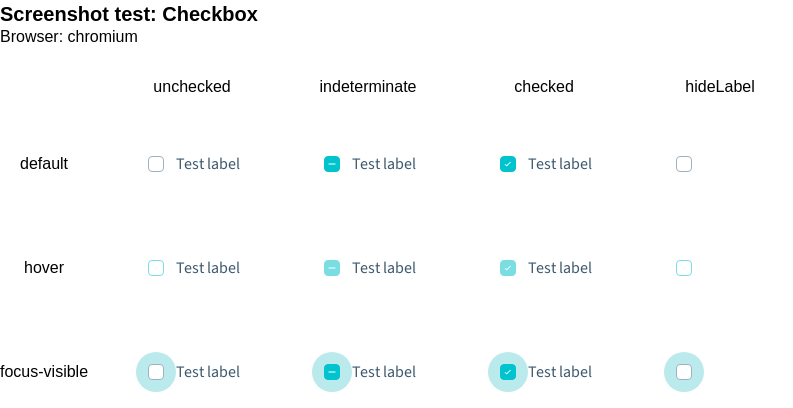 Screenshot test: Checkbox
Browser: chromium
unchecked indeterminate checked hideLabel
default Test label Test label Test label
hover Test label Test label Test label
focus-visible Test label Test label Test label